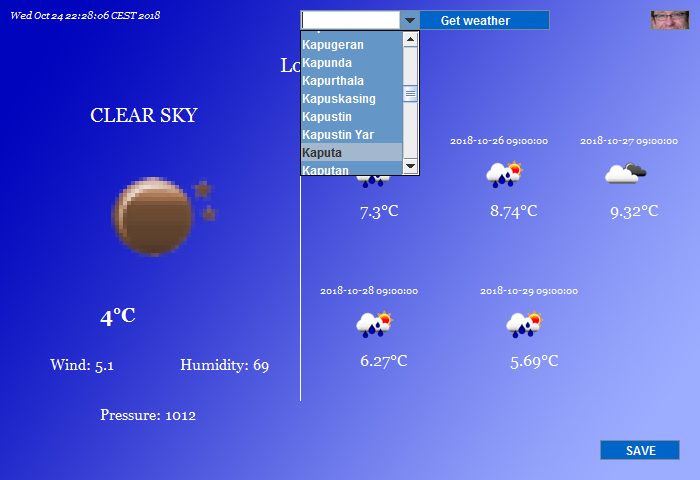 Wed Oct 24 22:28:06 CEST 2018
Get weather
Kapugeran
Kapunda
Kapurthala
Kapuskasing
Kapustin
Kapustin Yar
Kaputa
Kaputan
CLEAR SKY
4°C
Wind: 5.1 Humidity: 69
Pressure: 1012
2018-10-26 09:00:00 2018-10-27 09:00:00
7.3°C 8.74°C 9.32°C
2018-10-28 09:00:00 2018-10-29 09:00:00
6.27°C 5.69°C
SAVE